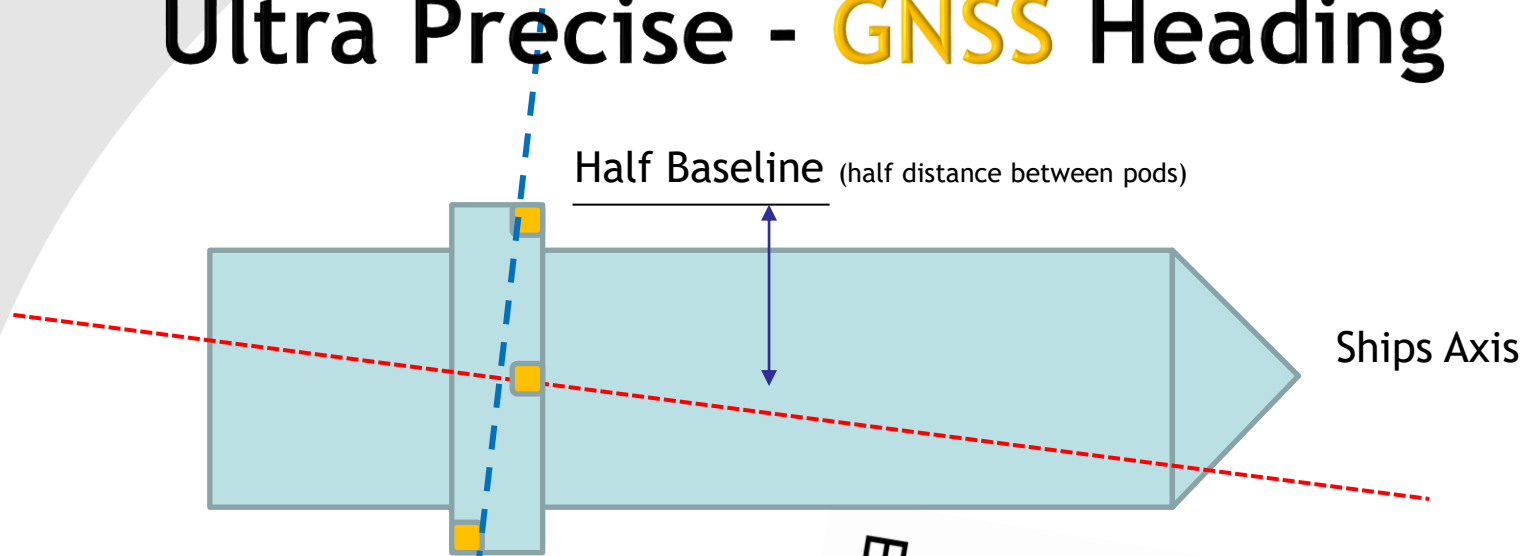 Ultra Precise - GNSS Heading
Half Baseline (half distance between pods)
Ships Axis